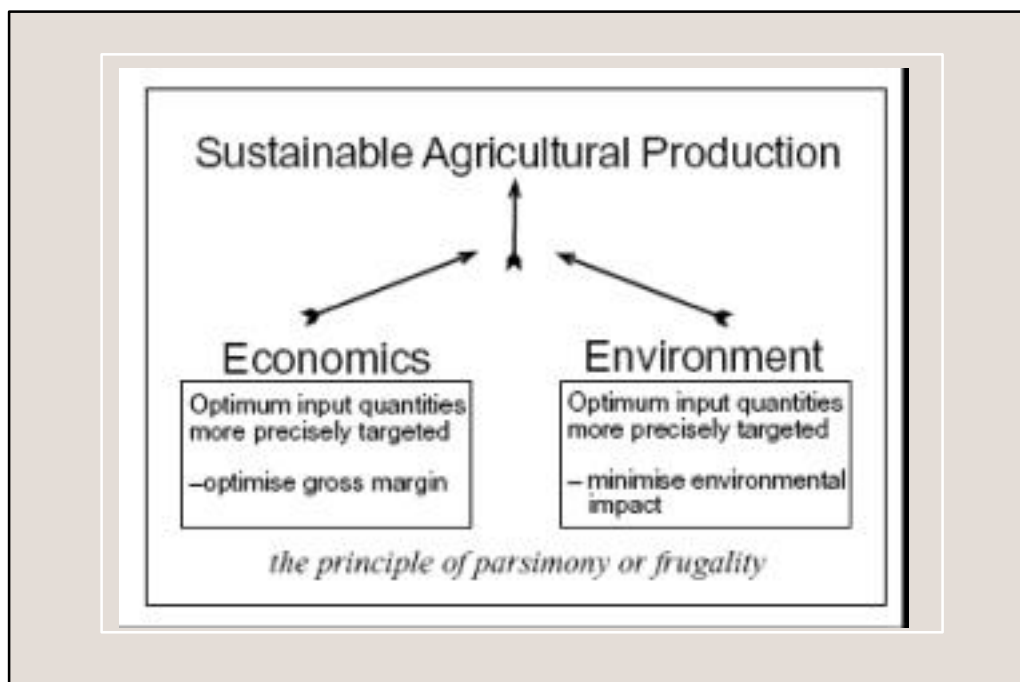 Sustainable Agricultural Production
Economics
Optimum input quantities
more precisely targeted
–optimise gross margin
Environment
Optimum input quantities
more precisely targeted
– minimise environmental
impact
the principle of parsimony or frugality